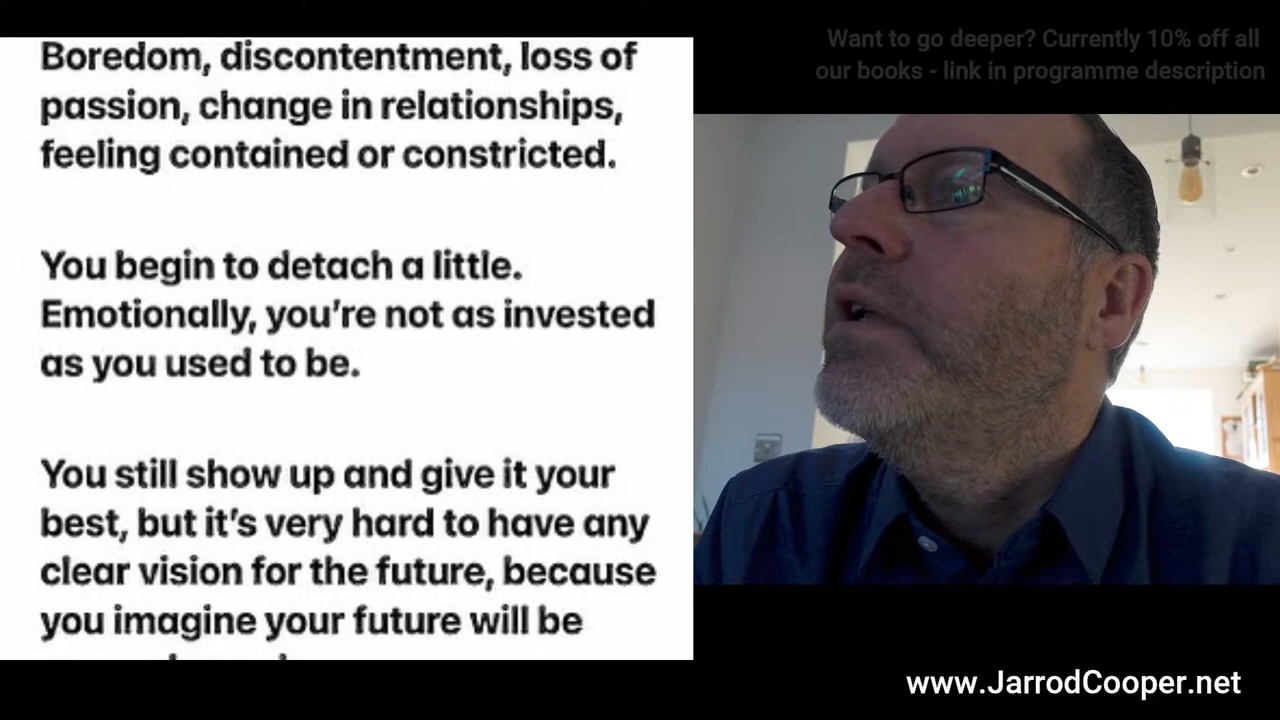 Boredom, discontentment, loss of
passion, change in relationships,
feeling contained or constricted.
You begin to detach a little.
Emotionally, you're not as invested
as you used to be.
You still show up and give it your
best, but it's very hard to have any
clear vision for the future, because
you imagine your future will be
Want to go deeper? Currently 10% off all
our books - link in programme description
www.JarrodCooper.net